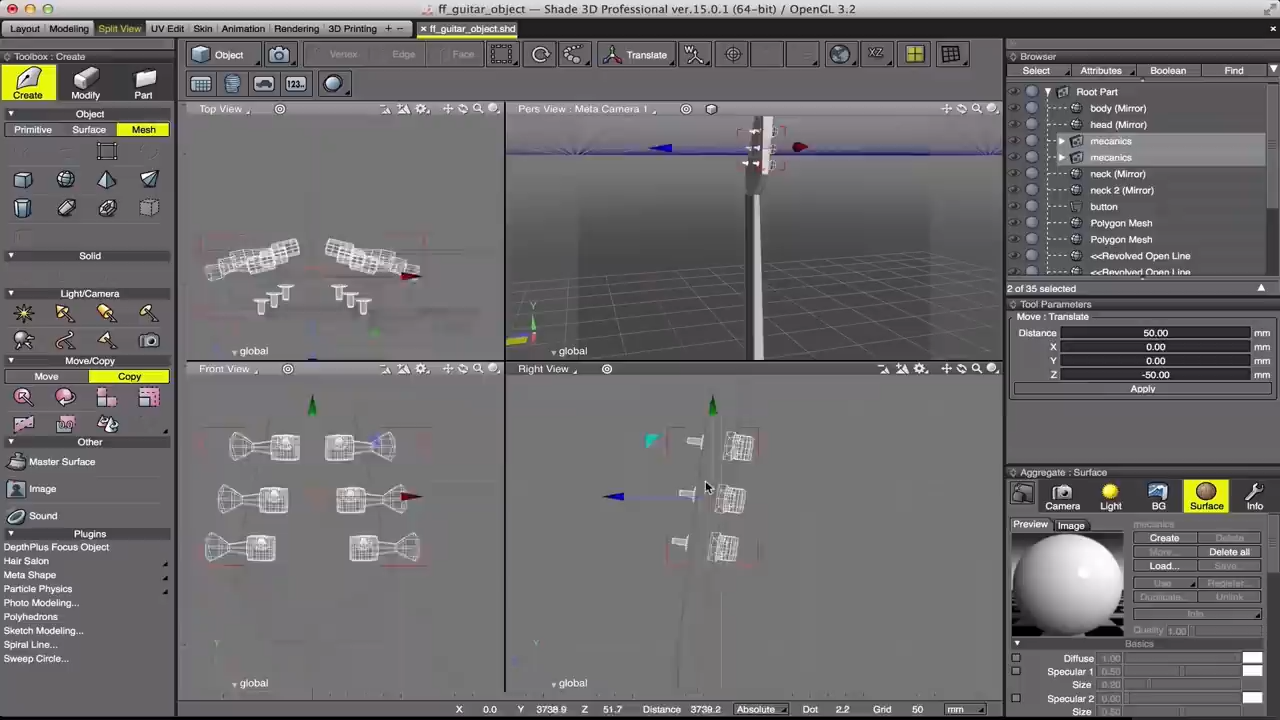 ff_guitar_object — Shade 3D Professional ver.15.0.1 (64-bit) / OpenGL 3.2
Layout Modeling Split View UV Edit Skin Animation Rendering 3D Printing + − × ff_guitar_object.shd
Toolbox : Create
Create Modify Part
Object
Primitive Surface Mesh
Solid
Light/Camera
Move/Copy
Move Copy
Other
Master Surface
Image
Sound
Plugins
DepthPlus Focus Object
Hair Salon
Meta Shape
Particle Physics
Photo Modeling...
Polyhedrons
Sketch Modeling...
Spiral Line...
Sweep Circle...
Object Vertex Edge Face Translate W XZ
123..
Top View
global
Pers View : Meta Camera 1
Y
global
Front View
Y
global
Right View
Y
global
X 0.0 Y 3738.9 Z 51.7 Distance 3739.2 Absolute Dot 2.2 Grid 50 mm
Browser
Select Attributes Boolean Find
Root Part
body (Mirror)
head (Mirror)
mecanics
mecanics
neck (Mirror)
neck 2 (Mirror)
button
Polygon Mesh
Polygon Mesh
<<Revolved Open Line
<<Revolved Open Line
2 of 35 selected
Tool Parameters
Move : Translate
Distance 50.00 mm
X 0.00 mm
Y 0.00 mm
Z -50.00 mm
Apply
Aggregate : Surface
Camera Light BG Surface Info
Preview Image mecanics
Create Delete
More... Delete all
Load... Save...
Use Register...
Duplicate... Unlink
Info
Quality 1.00
Basics
Diffuse 1.00
Specular 1 0.50
Size 0.20
Specular 2 0.00
Size 0.50